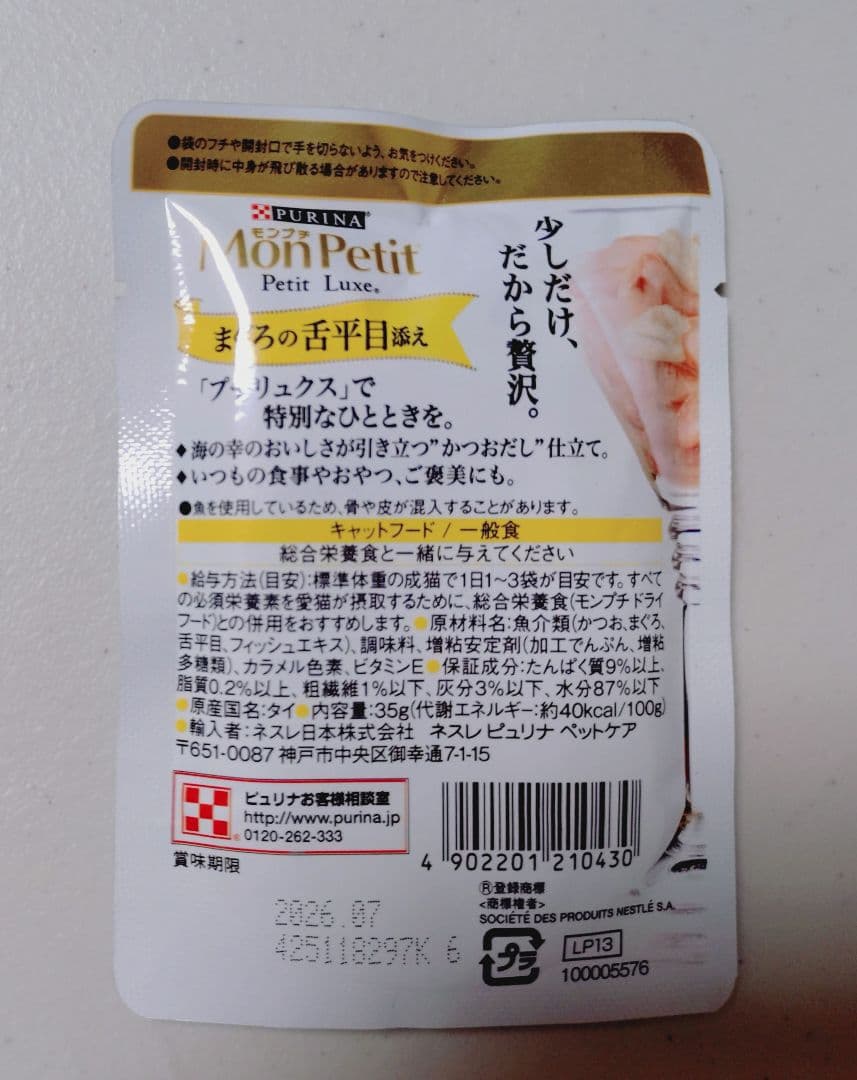 ●袋のフチや開封口で手を切らないよう、お気をつけください。
●開封時に中身が飛び散る場合がありますので注意してください。
PURINA®
モンプチ
MonPetit
Petit Luxe®
まぐろの舌平目添え
少しだけ、
だから贅沢。
「プチリュクス」で
特別なひとときを。
♦海の幸のおいしさが引き立つ”かつおだし”仕立て。
♦いつもの食事やおやつ、ご褒美にも。
●魚を使用しているため、骨や皮が混入することがあります。
キャットフード / 一般食
総合栄養食と一緒に与えてください
●給与方法(目安):標準体重の成猫で1日1〜3袋が目安です。すべて
の必須栄養素を愛猫が摂取するために、総合栄養食(モンプチ ドライ
フード)との併用をおすすめします。●原材料名:魚介類(かつお、まぐろ、
舌平目、フィッシュエキス)、調味料、増粘安定剤(加工でんぷん、増粘
多糖類)、カラメル色素、ビタミンE●保証成分:たんぱく質9%以上、
脂質0.2%以上、粗繊維1%以下、灰分3%以下、水分87%以下
●原産国名:タイ●内容量:35g(代謝エネルギー:約40kcal/100g)
●輸入者:ネスレ日本株式会社 ネスレ ピュリナ ペットケア
〒651-0087 神戸市中央区御幸通7-1-15
ピュリナお客様相談室
http://www.purina.jp
0120-262-333
4 902201 210430
賞味期限
2026.07
425118297K 6
®登録商標
<商標権者>
SOCIÉTÉ DES PRODUITS NESTLÉ S.A.
プラ
LP13
100005576